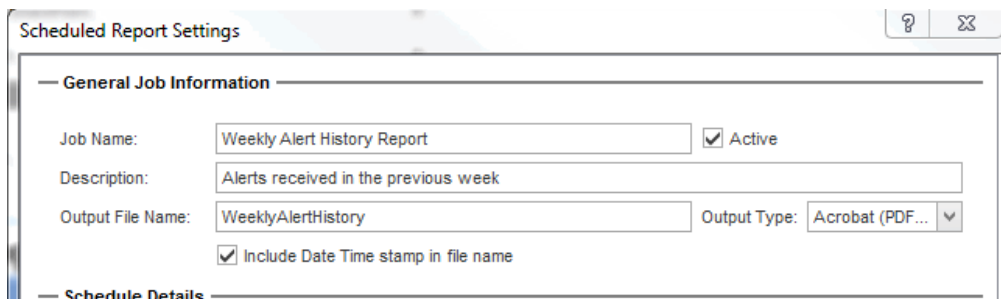 Scheduled Report Settings
General Job Information
Job Name: Weekly Alert History Report Active
Description: Alerts received in the previous week
Output File Name: WeeklyAlertHistory Output Type: Acrobat (PDF...
Include Date Time stamp in file name
Schedule Details